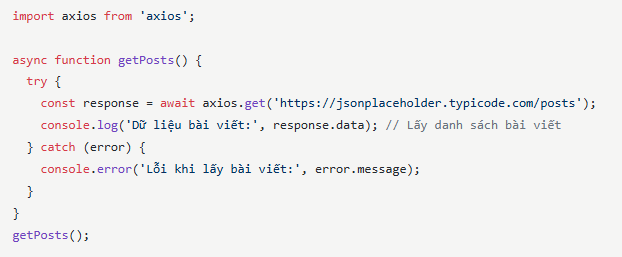 import axios from 'axios';

async function getPosts() {
  try {
    const response = await axios.get('https://jsonplaceholder.typicode.com/posts');
    console.log('Dữ liệu bài viết:', response.data); // Lấy danh sách bài viết
  } catch (error) {
    console.error('Lỗi khi lấy bài viết:', error.message);
  }
}
getPosts();